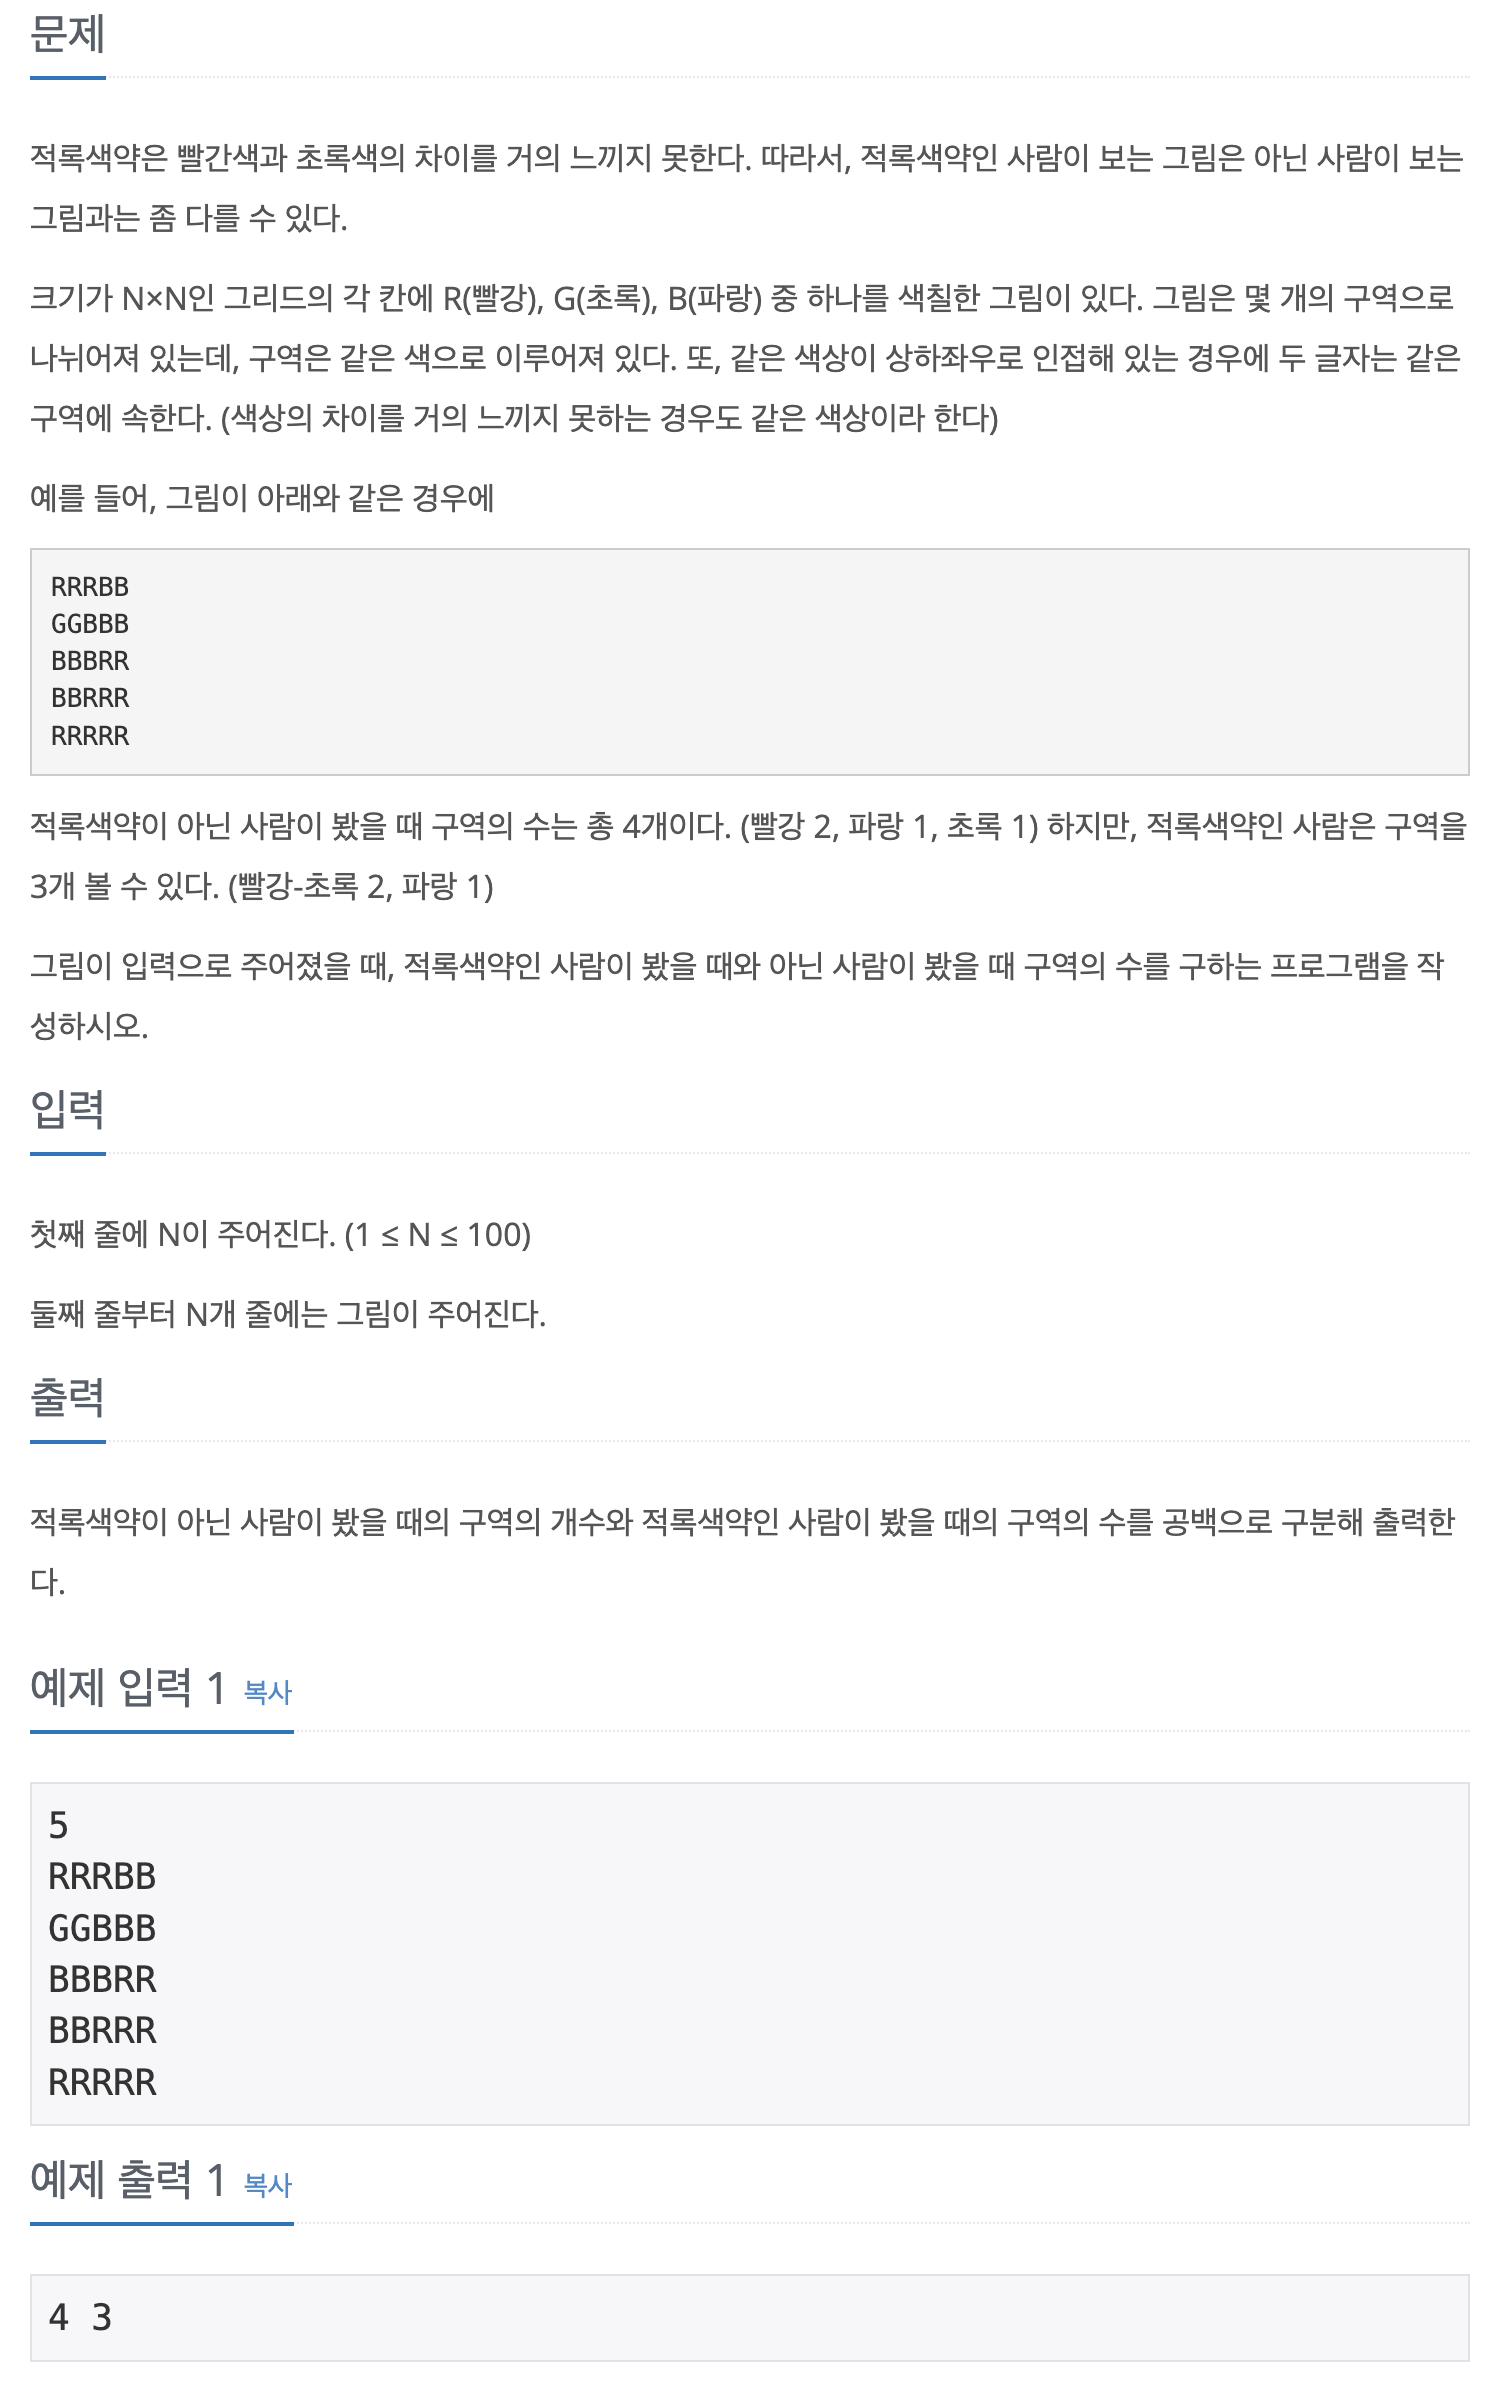 문제
적록색약은 빨간색과 초록색의 차이를 거의 느끼지 못한다. 따라서, 적록색약인 사람이 보는 그림은 아닌 사람이 보는
그림과는 좀 다를 수 있다.
크기가 N×N인 그리드의 각 칸에 R(빨강), G(초록), B(파랑) 중 하나를 색칠한 그림이 있다. 그림은 몇 개의 구역으로
나뉘어져 있는데, 구역은 같은 색으로 이루어져 있다. 또, 같은 색상이 상하좌우로 인접해 있는 경우에 두 글자는 같은
구역에 속한다. (색상의 차이를 거의 느끼지 못하는 경우도 같은 색상이라 한다)
예를 들어, 그림이 아래와 같은 경우에
RRRBB
GGBBB
BBBRR
BBRRR
RRRRR
적록색약이 아닌 사람이 봤을 때 구역의 수는 총 4개이다. (빨강 2, 파랑 1, 초록 1) 하지만, 적록색약인 사람은 구역을
3개 볼 수 있다. (빨강-초록 2, 파랑 1)
그림이 입력으로 주어졌을 때, 적록색약인 사람이 봤을 때와 아닌 사람이 봤을 때 구역의 수를 구하는 프로그램을 작
성하시오.
입력
첫째 줄에 N이 주어진다. (1 ≤ N ≤ 100)
둘째 줄부터 N개 줄에는 그림이 주어진다.
출력
적록색약이 아닌 사람이 봤을 때의 구역의 개수와 적록색약인 사람이 봤을 때의 구역의 수를 공백으로 구분해 출력한
다.
예제 입력 1 복사
5
RRRBB
GGBBB
BBBRR
BBRRR
RRRRR
예제 출력 1 복사
4 3